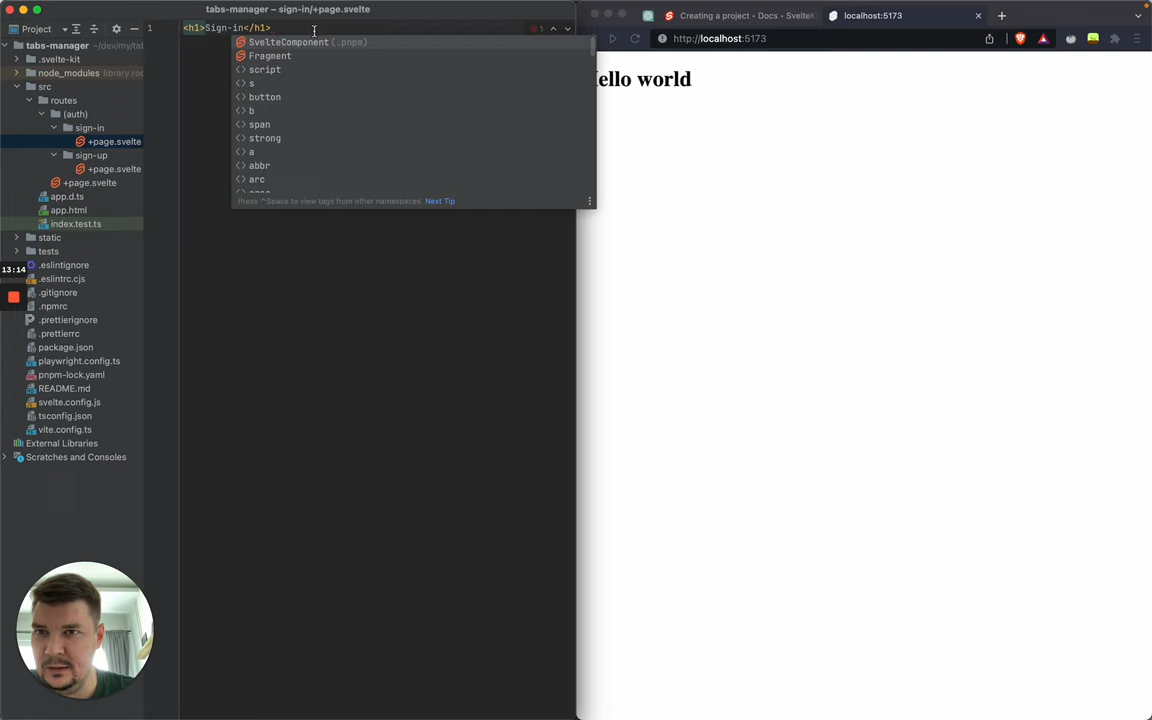 tabs-manager – sign-in/+page.svelte
Project
tabs-manager ~/dev/my/tab
.svelte-kit
node_modules library roo
src
routes
(auth)
sign-in
+page.svelte
sign-up
+page.svelte
+page.svelte
app.d.ts
app.html
index.test.ts
static
tests
.eslintignore
.eslintrc.cjs
.gitignore
.npmrc
.prettierignore
.prettierrc
package.json
playwright.config.ts
pnpm-lock.yaml
README.md
svelte.config.js
tsconfig.json
vite.config.ts
External Libraries
Scratches and Consoles
13:14
1
<h1>Sign-in</h1>
1
SvelteComponent (.pnpm)
Fragment
script
s
button
b
span
strong
a
abbr
arc
Press ^Space to view tags from other namespaces Next Tip
Creating a project • Docs • SvelteK
localhost:5173
http://localhost:5173
ello world